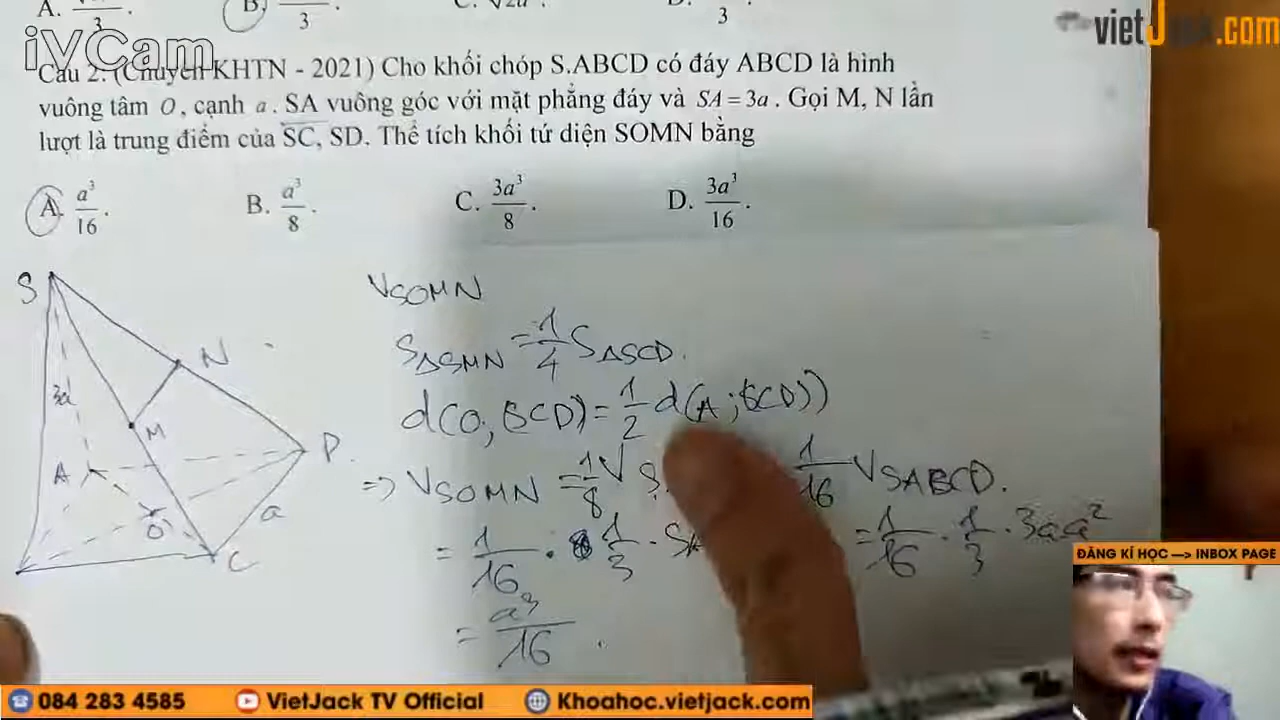 A.
3
B.
3
C. √2a
D.
3
iVCam
vietJack.com
Câu 2: (Chuyên KHTN - 2021) Cho khối chóp S.ABCD có đáy ABCD là hình
vuông tâm O, cạnh a. SA vuông góc với mặt phẳng đáy và SA = 3a. Gọi M, N lần
lượt là trung điểm của SC, SD. Thể tích khối tứ diện SOMN bằng
A. a³/16. B. a³/8. C. 3a³/8. D. 3a³/16.
S
N
3a
M
A
D
O
a
C
VSOMN
SΔSMN = 1/4 SΔSCD.
d(O; SCD) = 1/2 d(A; SCD))
=> VSOMN = 1/8 V S 1/16 VSABCD.
= 1/16 . 1/3 . SA = 1/16 . 1/3 . 3a.a²
= a³/16 .
ĐĂNG KÍ HỌC —> INBOX PAGE
084 283 4585 VietJack TV Official Khoahoc.vietjack.com